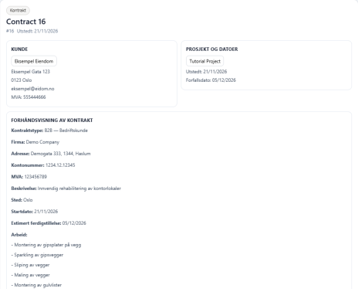 Kontrakt
Contract 16
#16 Utstedt 21/11/2026
KUNDE
Eksempel Eiendom
Eksempel Gata 123
0123 Oslo
eksempel@eidom.no
MVA: 935444666
PROSJEKT OG DATOER
Tutorial Project
Utstedt: 21/11/2026
Forfallsdato: 05/12/2026
FORHÅNDSVISNING AV KONTRAKT
Kontraktstype: B2B — Bedriftskunde
Firma: Demo Company
Adresse: Demogata 333, 1344, Haslum
Kontonummer: 1234.12.12345
MVA: 123456789
Beskrivelse: Innvendig rehabilitering av kontorlokaler
Sted: Oslo
Startdato: 21/11/2026
Estimert ferdigstillelse: 05/12/2026
Arbeid:
- Montering av gipsplater på vegg
- Sparkling av gipsvegger
- Sliping av vegger
- Maling av vegger
- Montering av gulvlister